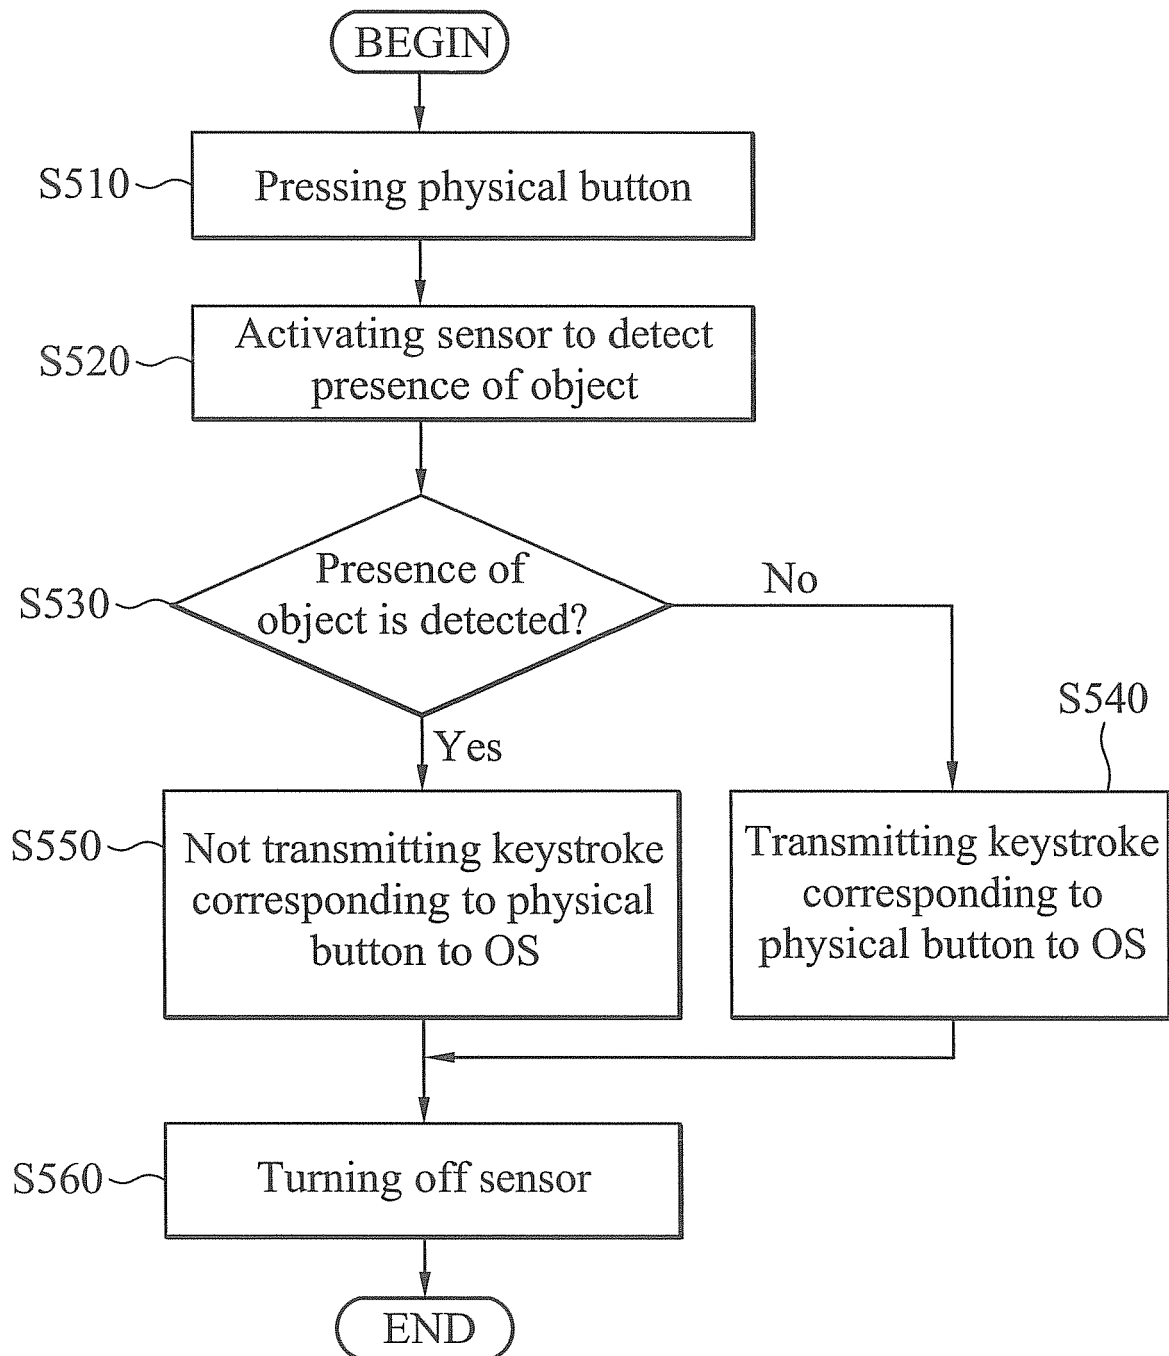 BEGIN
S510
Pressing physical button
S520
Activating sensor to detect
presence of object
S530
Presence of
object is detected?
No
Yes
S540
S550
Not transmitting keystroke
corresponding to physical
button to OS
Transmitting keystroke
corresponding to
physical button to OS
S560
Turning off sensor
END